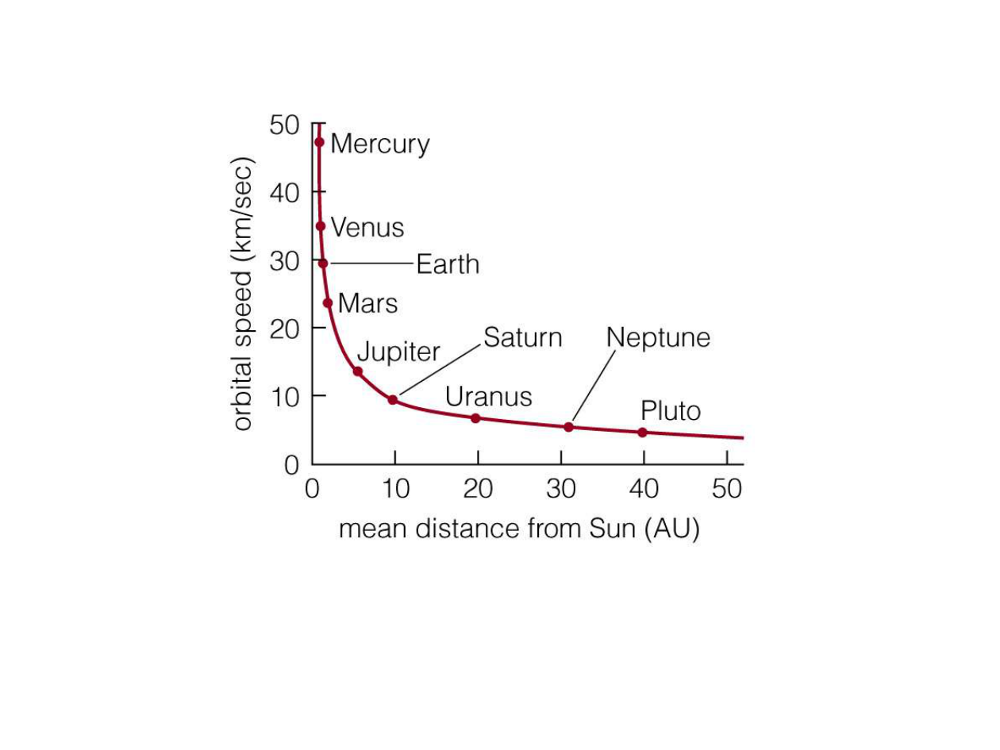 50
Mercury
40
Venus
30
Earth
Mars
20
Saturn
Neptune
Jupiter
10
Uranus
Pluto
0
0 10 20 30 40 50
orbital speed (km/sec)
mean distance from Sun (AU)